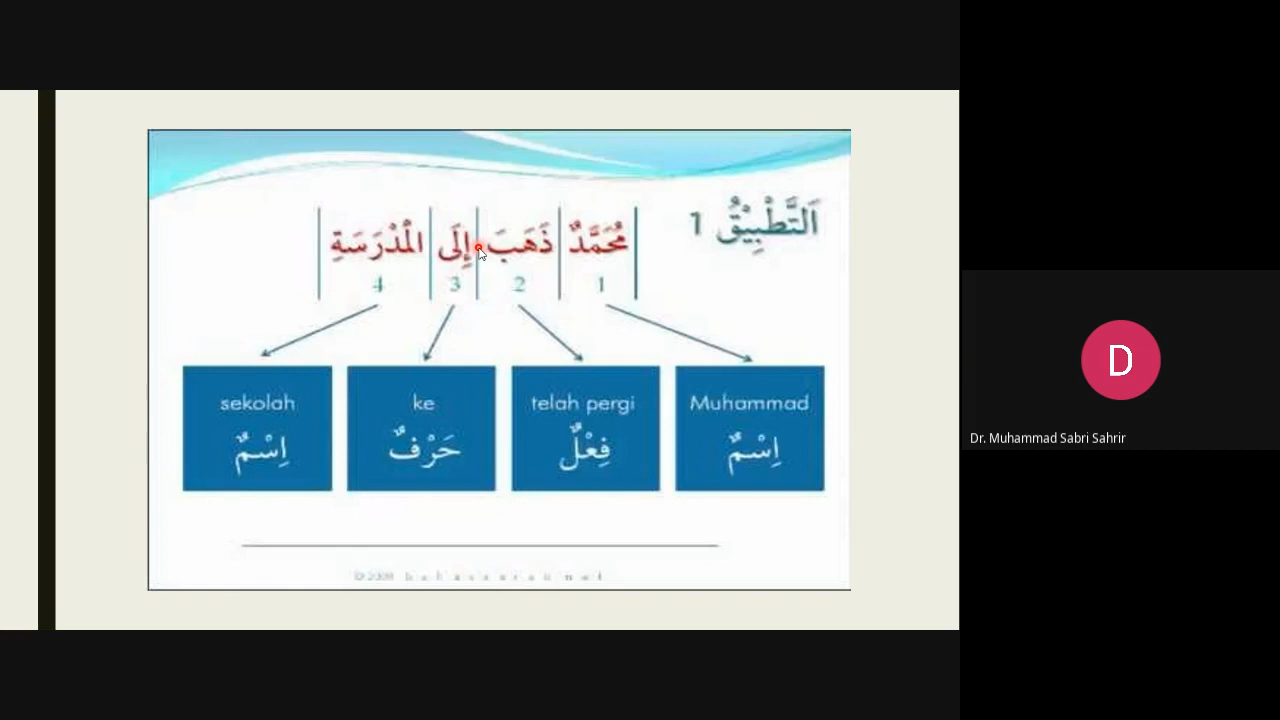 اَلتَّطْبِيْقُ 1
مُحَمَّدٌ ذَهَبَ إِلَى الْمَدْرَسَةِ
1 2 3 4
Muhammad
اِسْمٌ
telah pergi
فِعْلٌ
ke
حَرْفٌ
sekolah
اِسْمٌ
D
Dr. Muhammad Sabri Sahrir